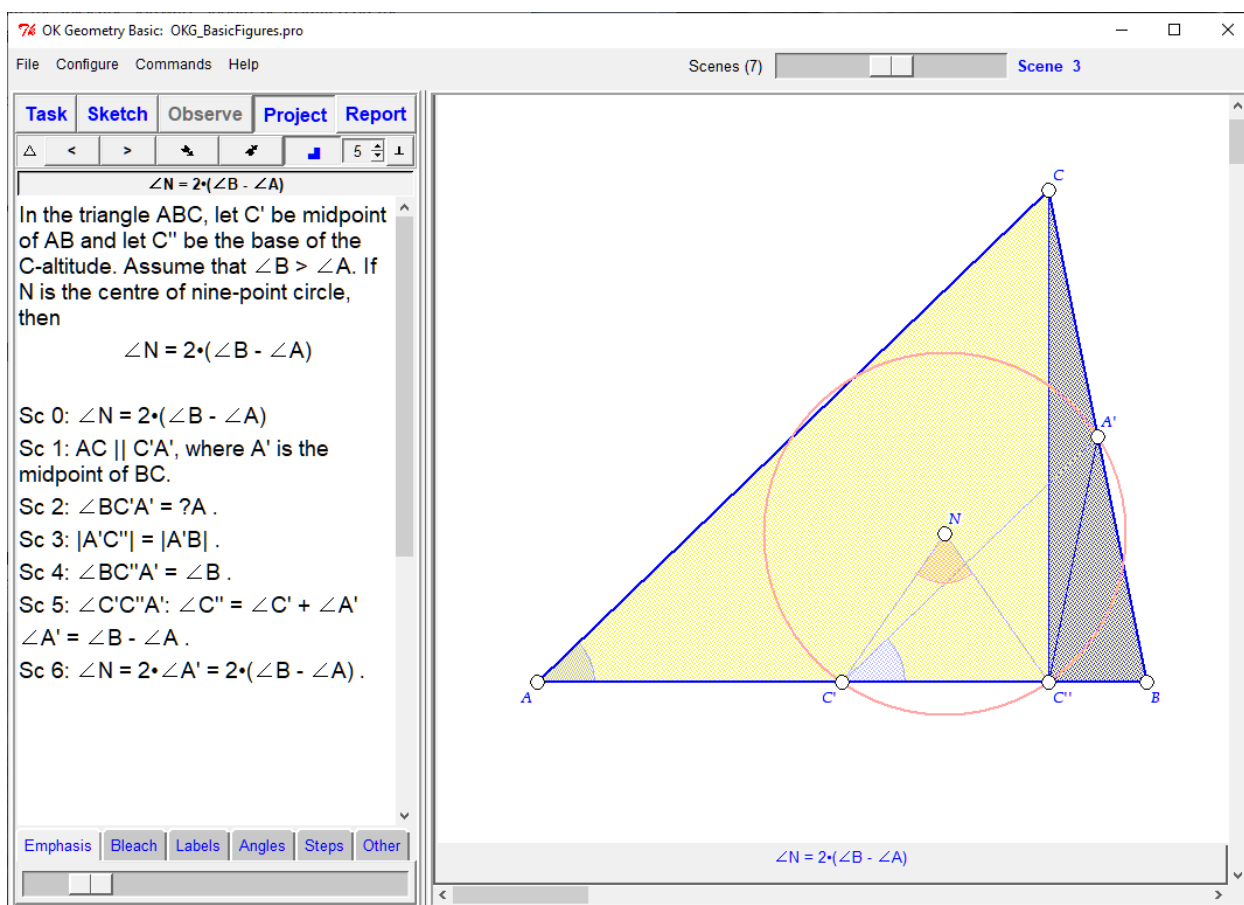 OK Geometry Basic: OKG_BasicFigures.pro
File Configure Commands Help
Scenes (7) Scene 3
Task Sketch Observe Project Report
< > 5
∠N = 2•(∠B - ∠A)
In the triangle ABC, let C' be midpoint
of AB and let C'' be the base of the
C-altitude. Assume that ∠B > ∠A. If
N is the centre of nine-point circle,
then
∠N = 2•(∠B - ∠A)
Sc 0: ∠N = 2•(∠B - ∠A)
Sc 1: AC || C'A', where A' is the
midpoint of BC.
Sc 2: ∠BC'A' = ?A .
Sc 3: |A'C''| = |A'B| .
Sc 4: ∠BC''A' = ∠B .
Sc 5: ∠C'C''A': ∠C'' = ∠C' + ∠A'
∠A' = ∠B - ∠A .
Sc 6: ∠N = 2•∠A' = 2•(∠B - ∠A) .
Emphasis Bleach Labels Angles Steps Other
C
A'
N
A C' C'' B
∠N = 2•(∠B - ∠A)